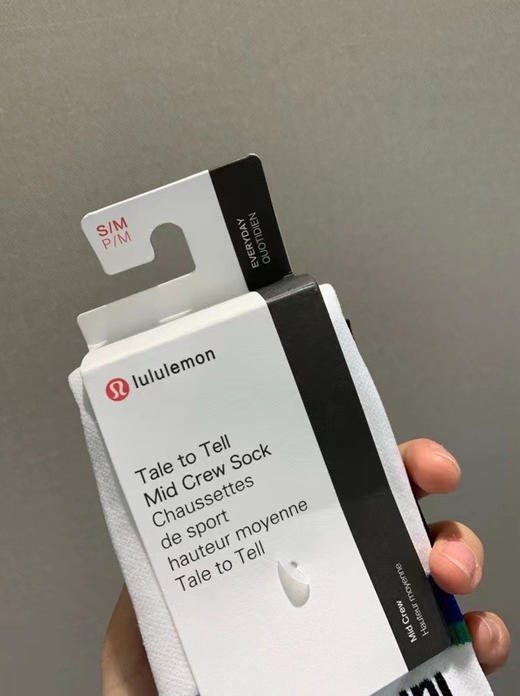 S/M
P/M
EVERYDAY
QUOTIDIEN
lululemon
Tale to Tell
Mid Crew Sock
Chaussettes
de sport
hauteur moyenne
Tale to Tell
Mid Crew
Hauteur moyenne